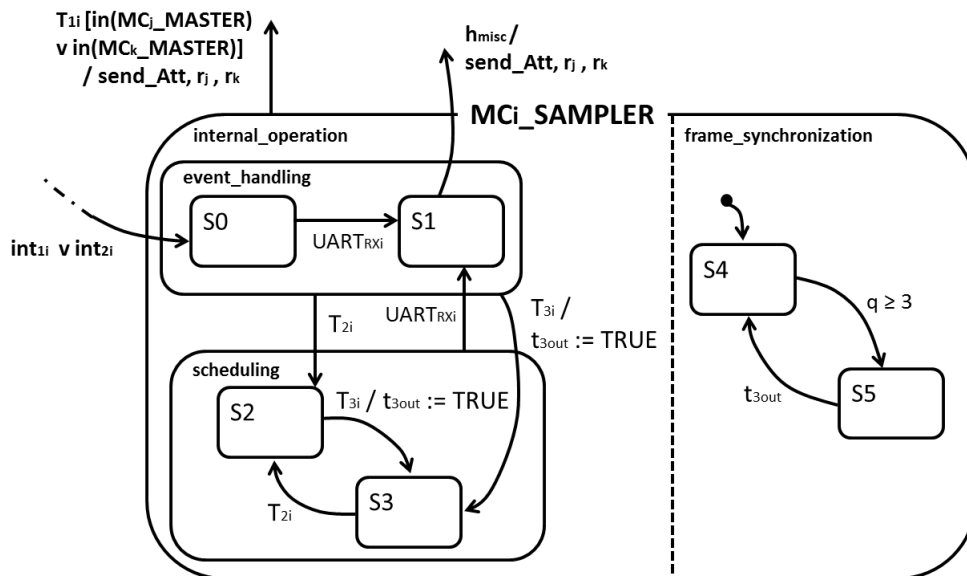 T1i [in(MCj_MASTER)
v in(MCk_MASTER)]
/ send_Att, rj , rk
hmisc /
send_Att, rj , rk
MCi_SAMPLER
internal_operation
frame_synchronization
event_handling
S0
S1
UARTRXi
int1i v int2i
T2i
UARTRXi
T3i /
t3out := TRUE
scheduling
S2
T3i / t3out := TRUE
S3
T2i
S4
q ≥ 3
t3out
S5